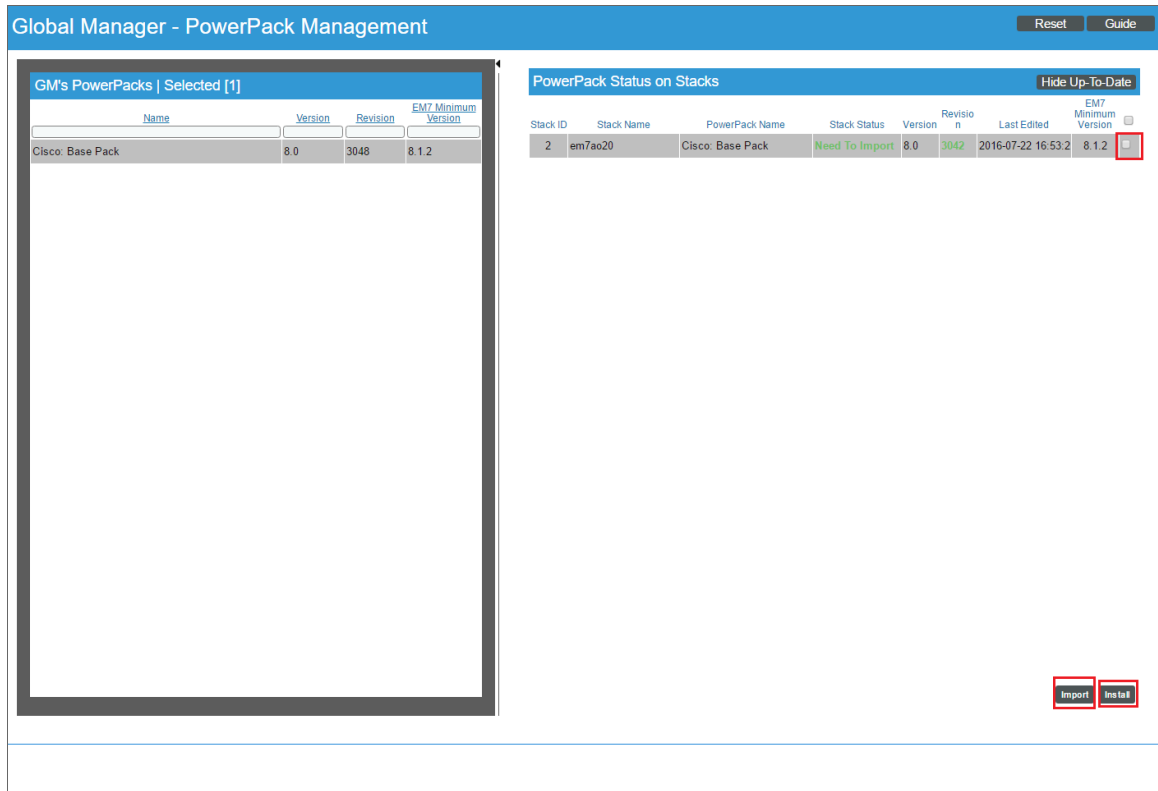 Global Manager - PowerPack Management
Reset
Guide
GM's PowerPacks | Selected [1]
Name
Version
Revision
EM7 Minimum
Version
Cisco: Base Pack
8.0
3048
8.1.2
PowerPack Status on Stacks
Hide Up-To-Date
Stack ID
Stack Name
PowerPack Name
Stack Status
Version
Revisio
n
Last Edited
EM7
Minimum
Version
2
em7ao20
Cisco: Base Pack
Need To Import
8.0
3042
2016-07-22 16:53:2
8.1.2
Import
Install